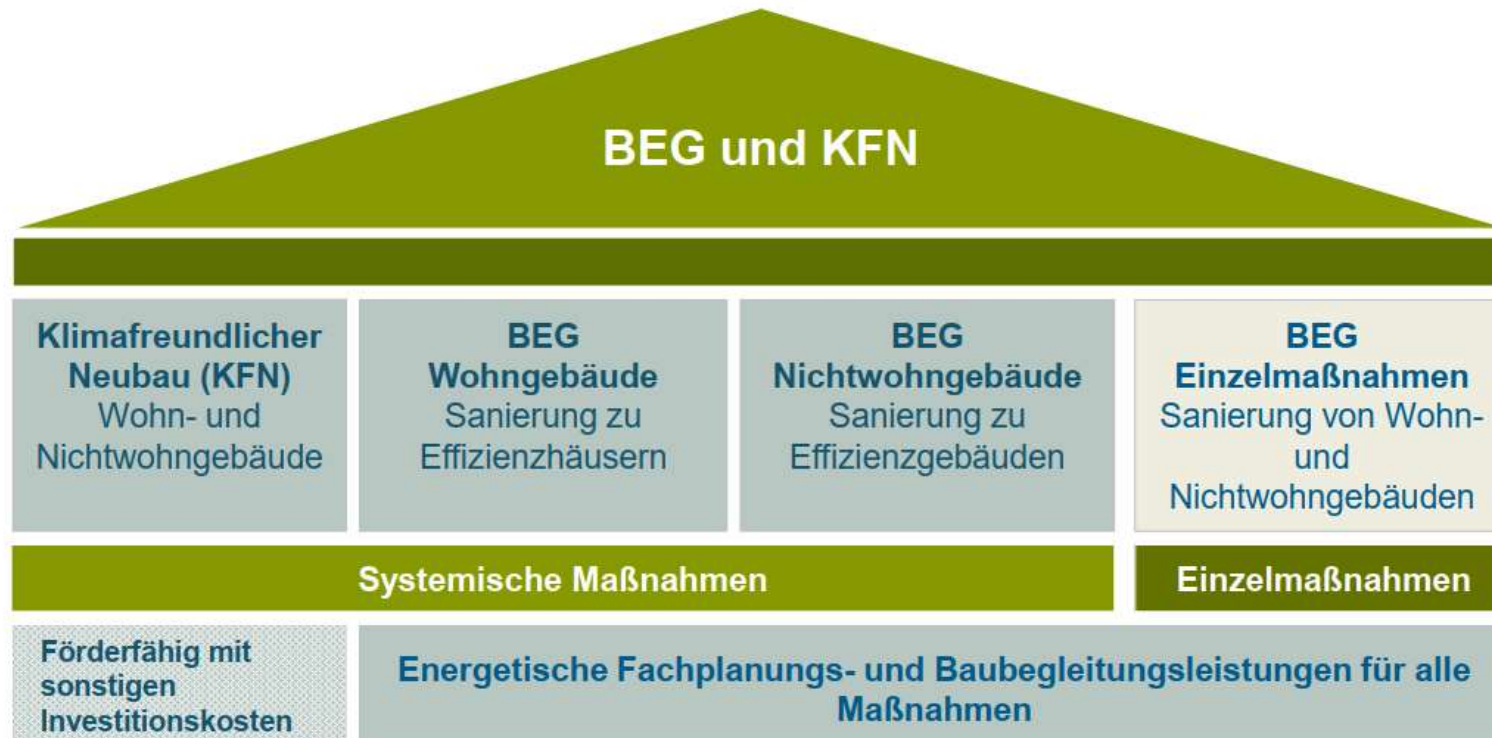 BEG und KFN
Klimafreundlicher
Neubau (KFN)
Wohn- und
Nichtwohngebäude
BEG
Wohngebäude
Sanierung zu
Effizienzhäusern
BEG
Nichtwohngebäude
Sanierung zu
Effizienzgebäuden
BEG
Einzelmaßnahmen
Sanierung von Wohn-
und
Nichtwohngebäuden
Systemische Maßnahmen
Einzelmaßnahmen
Förderfähig mit
sonstigen
Investitionskosten
Energetische Fachplanungs- und Baubegleitungsleistungen für alle
Maßnahmen